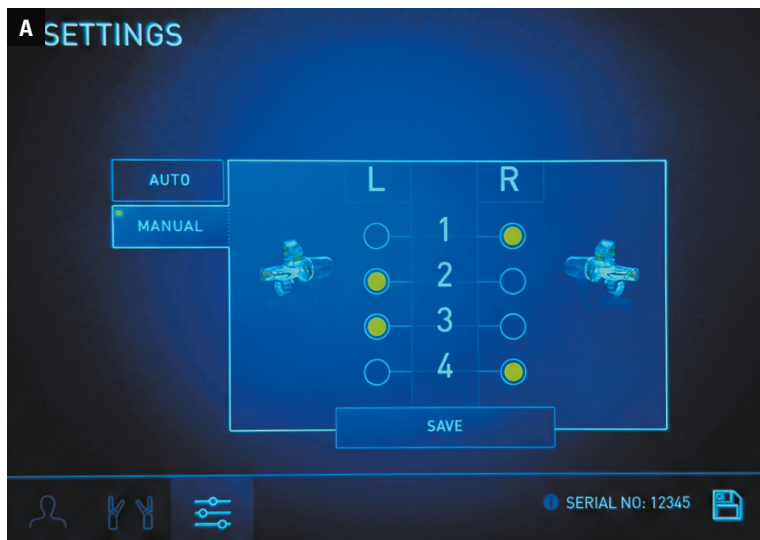 A
SETTINGS
AUTO
MANUAL
L R
1
2
3
4
SAVE
SERIAL NO: 12345